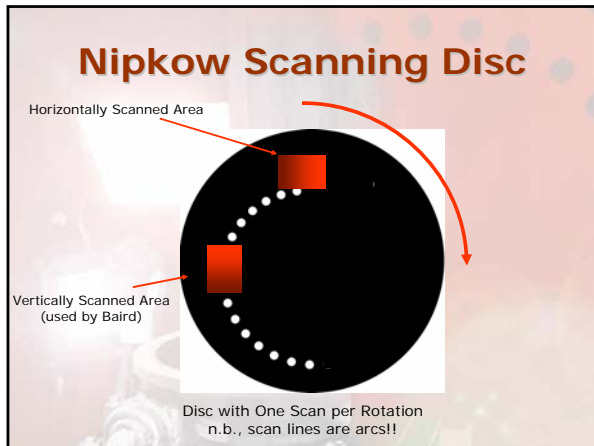 Nipkow Scanning Disc
Horizontally Scanned Area
Vertically Scanned Area
(used by Baird)
Disc with One Scan per Rotation
n.b., scan lines are arcs!!